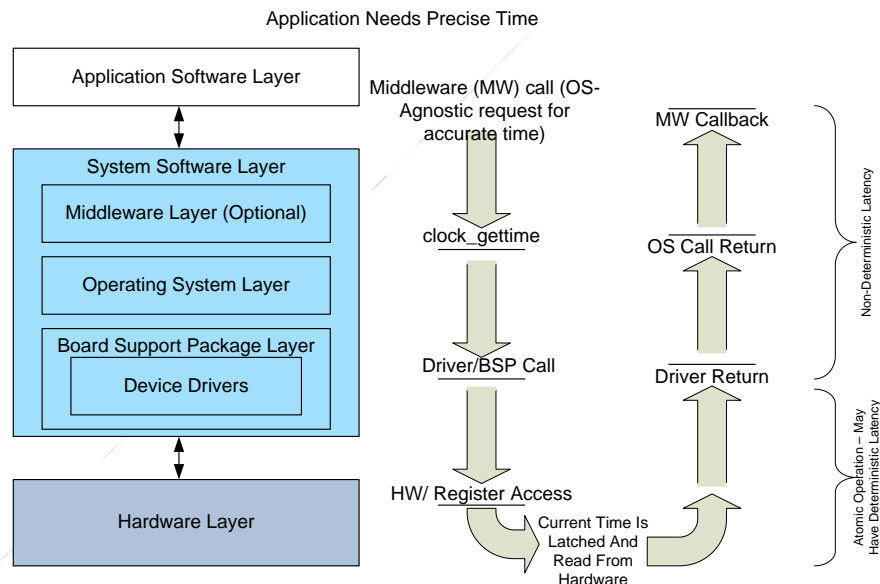 Application Needs Precise Time
Application Software Layer
System Software Layer
Middleware Layer (Optional)
Operating System Layer
Board Support Package Layer
Device Drivers
Hardware Layer
Middleware (MW) call (OS-
Agnostic request for
accurate time)
clock_gettime
Driver/BSP Call
HW/ Register Access
Current Time Is
Latched And
Read From
Hardware
MW Callback
OS Call Return
Driver Return
Non-Deterministic Latency
Atomic Operation – May
Have Deterministic Latency